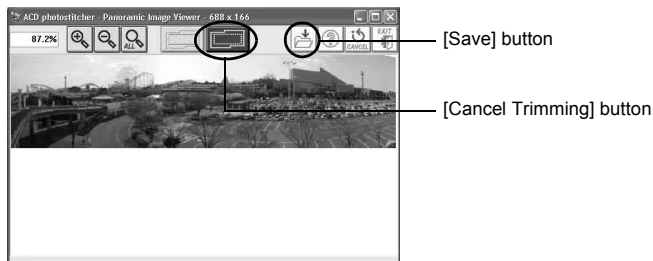 ACD photostitcher - Panoramic Image Viewer - 688 x 166
87.2%
ALL
CANCEL
EXIT
[Save] button
[Cancel Trimming] button